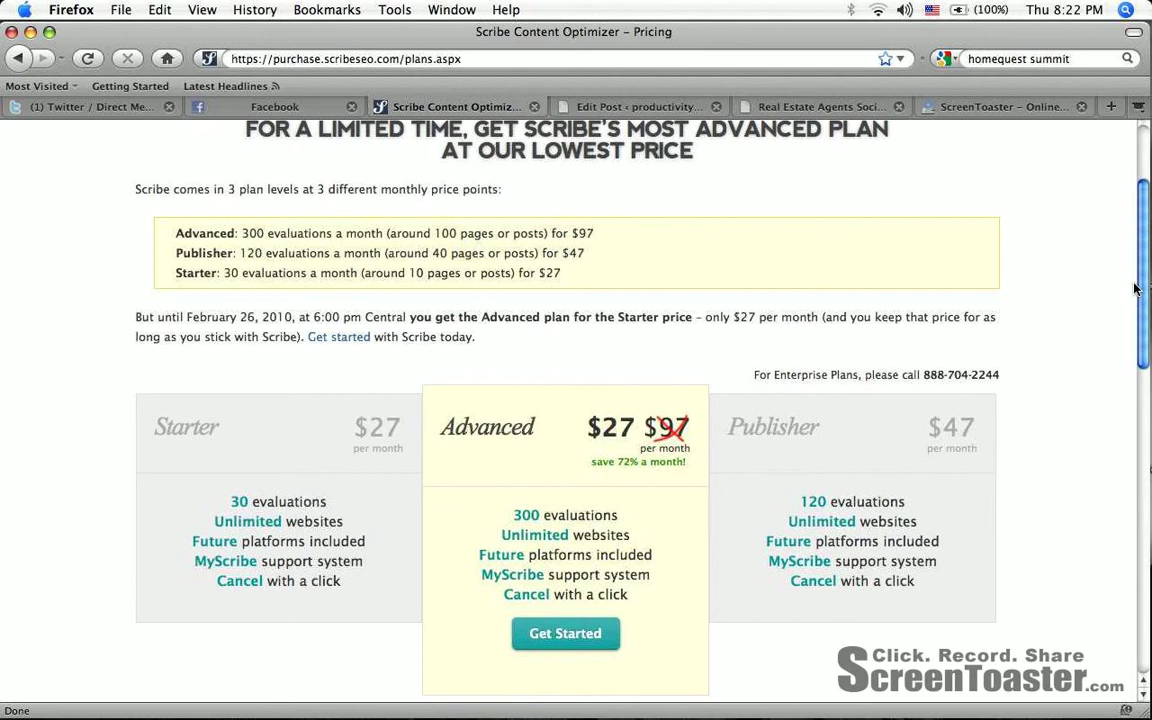 Firefox File Edit View History Bookmarks Tools Window Help (100%) Thu 8:22 PM
Scribe Content Optimizer – Pricing
https://purchase.scribeseo.com/plans.aspx homequest summit
Most Visited Getting Started Latest Headlines
(1) Twitter / Direct Me... Facebook Scribe Content Optimiz... Edit Post ‹ productivity... Real Estate Agents Soci... ScreenToaster – Online...
FOR A LIMITED TIME, GET SCRIBE'S MOST ADVANCED PLAN
AT OUR LOWEST PRICE
Scribe comes in 3 plan levels at 3 different monthly price points:
Advanced: 300 evaluations a month (around 100 pages or posts) for $97
Publisher: 120 evaluations a month (around 40 pages or posts) for $47
Starter: 30 evaluations a month (around 10 pages or posts) for $27
But until February 26, 2010, at 6:00 pm Central you get the Advanced plan for the Starter price – only $27 per month (and you keep that price for as
long as you stick with Scribe). Get started with Scribe today.
For Enterprise Plans, please call 888-704-2244
Starter $27
per month
30 evaluations
Unlimited websites
Future platforms included
MyScribe support system
Cancel with a click
Advanced $27 $97
per month
save 72% a month!
300 evaluations
Unlimited websites
Future platforms included
MyScribe support system
Cancel with a click
Get Started
Publisher $47
per month
120 evaluations
Unlimited websites
Future platforms included
MyScribe support system
Cancel with a click
Click. Record. Share
ScreenToaster.com
Done